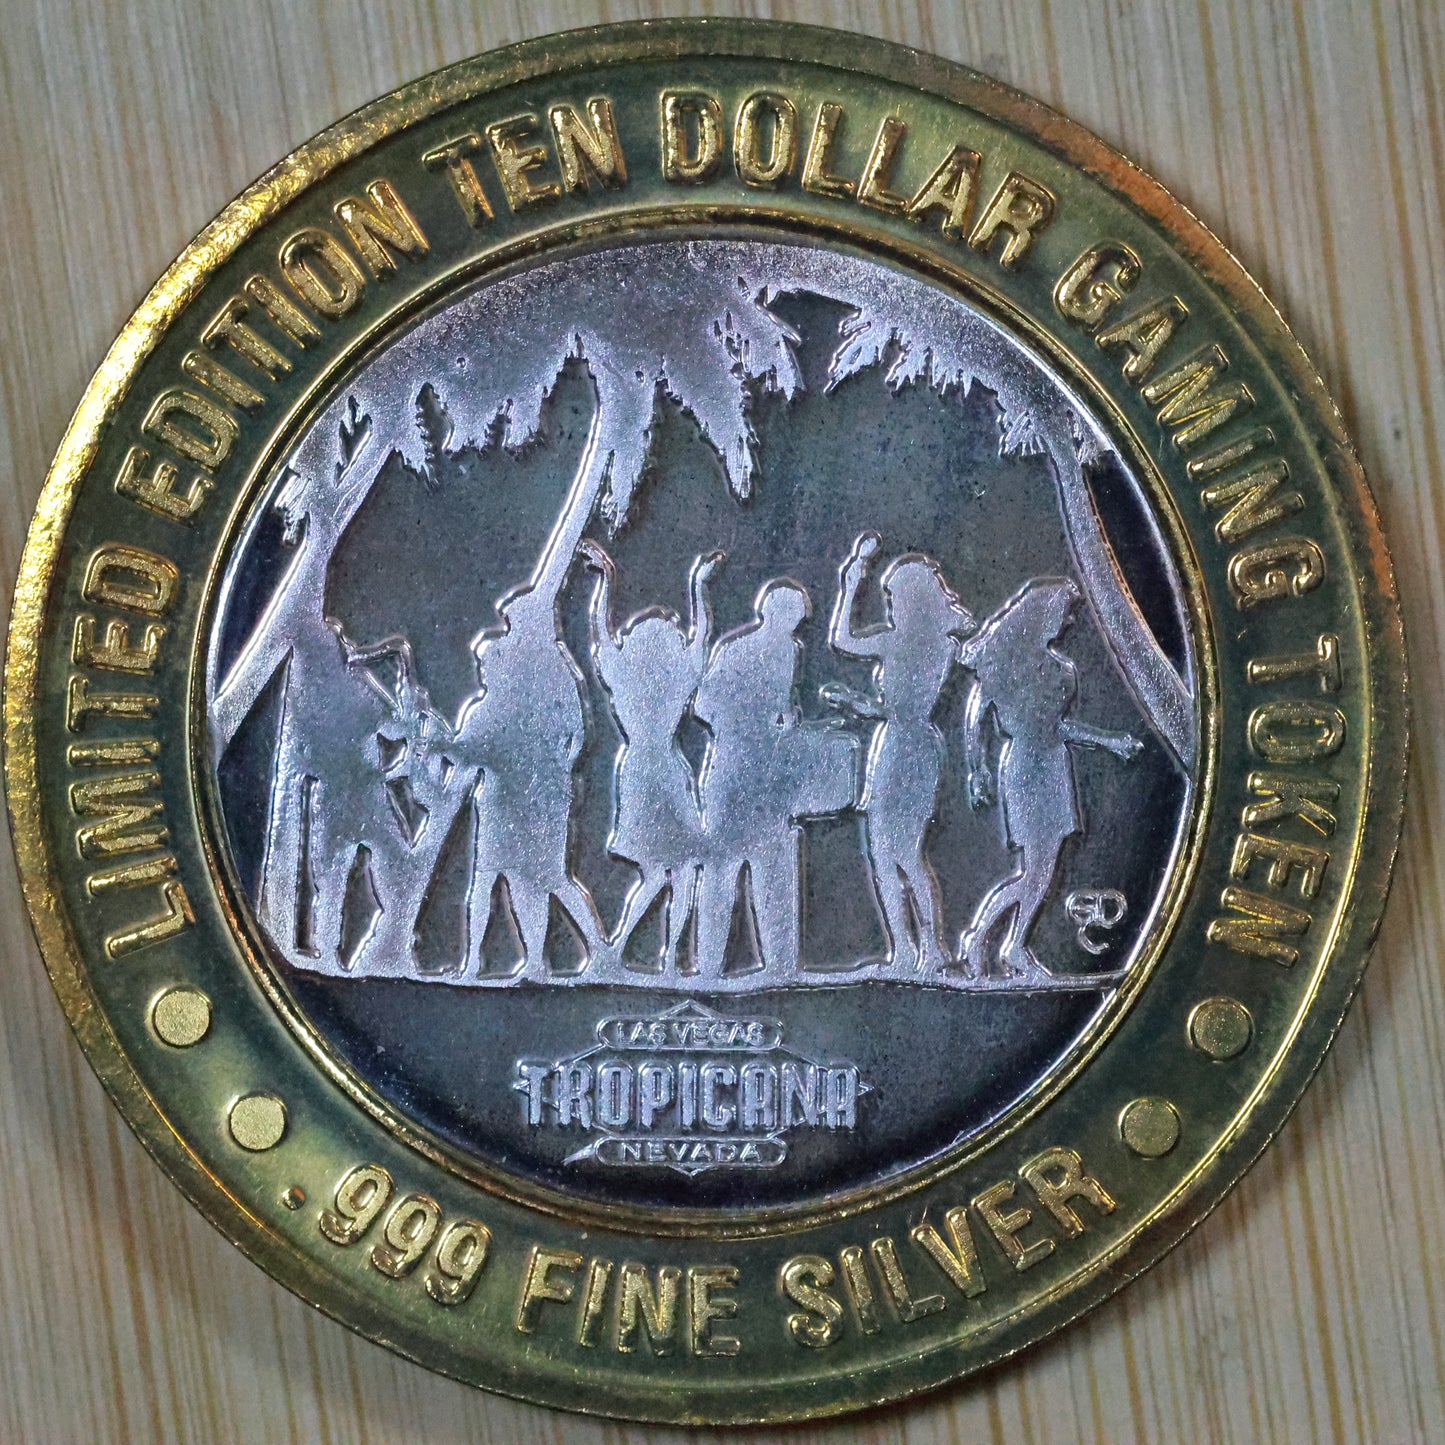 LIMITED EDITION TEN DOLLAR GAMING TOKEN
LAS VEGAS
TROPICANA
NEVADA
.999 FINE SILVER